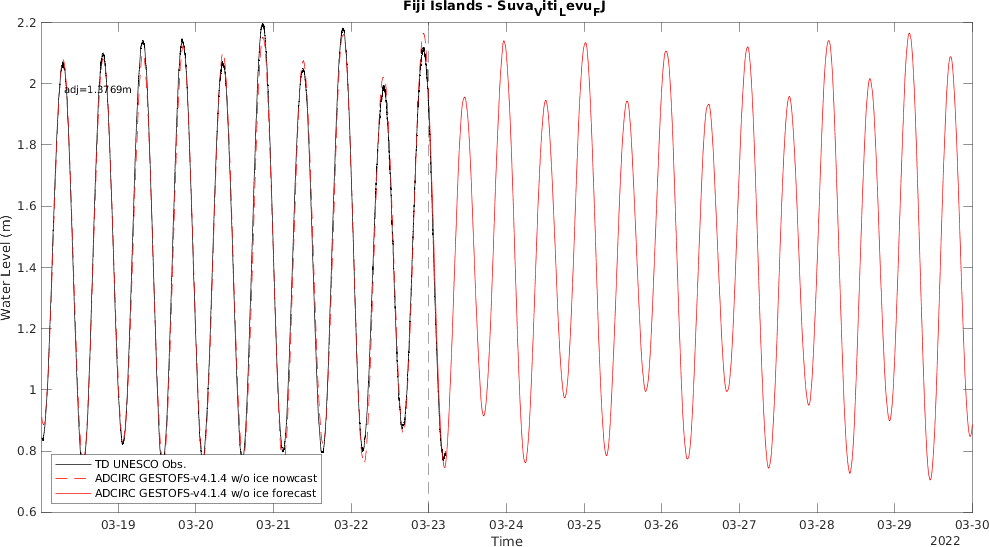 Fiji Islands - SuvaVitiLevuFJ
2.2
2
1.8
1.6
1.4
1.2
1
0.8
0.6
Water Level (m)
adj=1.3769m
TD UNESCO Obs.
ADCIRC GESTOFS-v4.1.4 w/o ice nowcast
ADCIRC GESTOFS-v4.1.4 w/o ice forecast
03-19 03-20 03-21 03-22 03-23 03-24 03-25 03-26 03-27 03-28 03-29 03-30
Time
2022